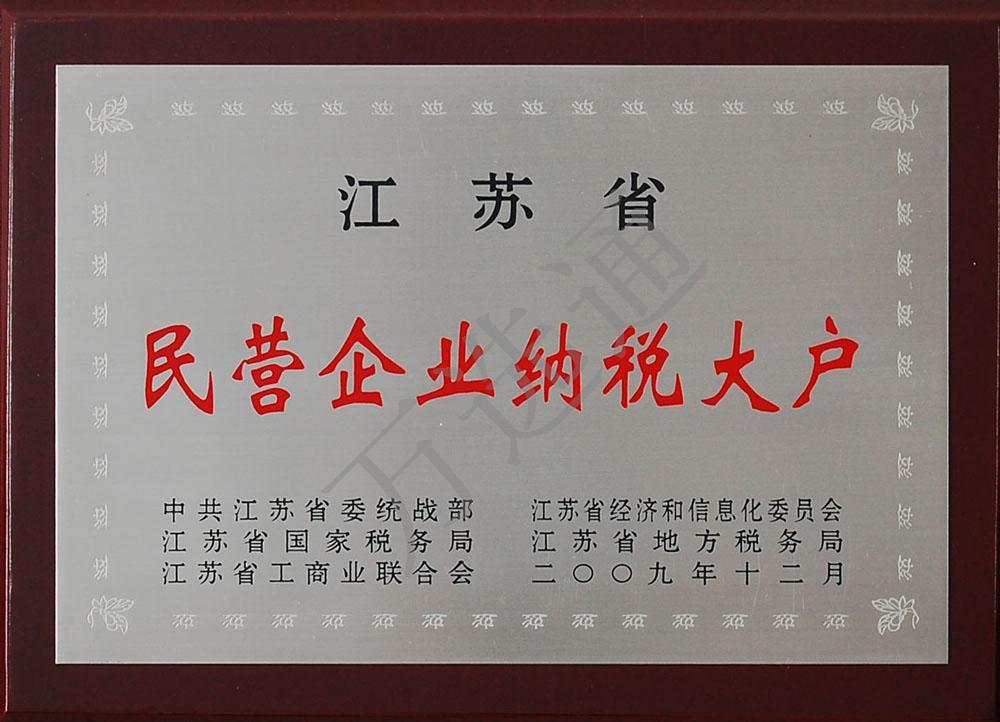 江苏省
民营企业纳税大户
中共江苏省委统战部
江苏省国家税务局
江苏省工商业联合会
江苏省经济和信息化委员会
江苏省地方税务局
二〇〇九年十二月
万达通